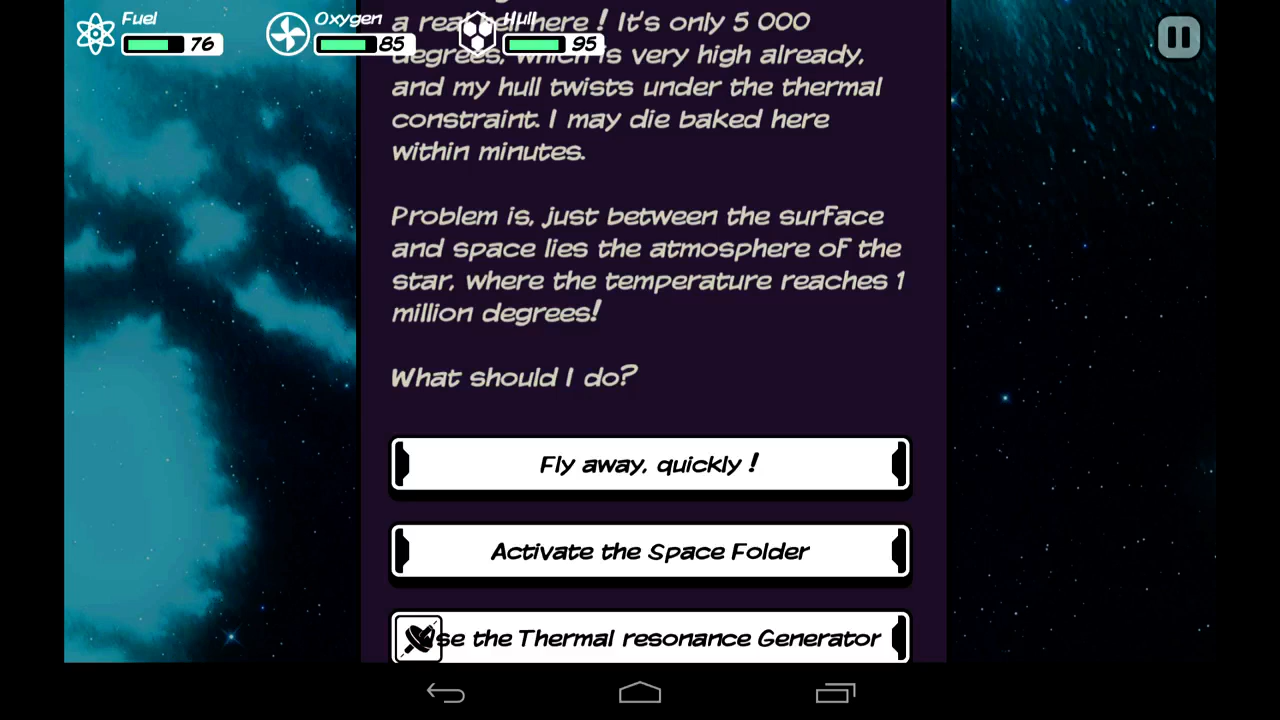 Fuel
76
Oxygen
85
Hull
95
here ! It's only 5 000
degrees, which is very high already,
and my hull twists under the thermal
constraint. I may die baked here
within minutes.
Problem is, just between the surface
and space lies the atmosphere of the
star, where the temperature reaches 1
million degrees!
What should I do?
Fly away, quickly !
Activate the Space Folder
the Thermal resonance Generator